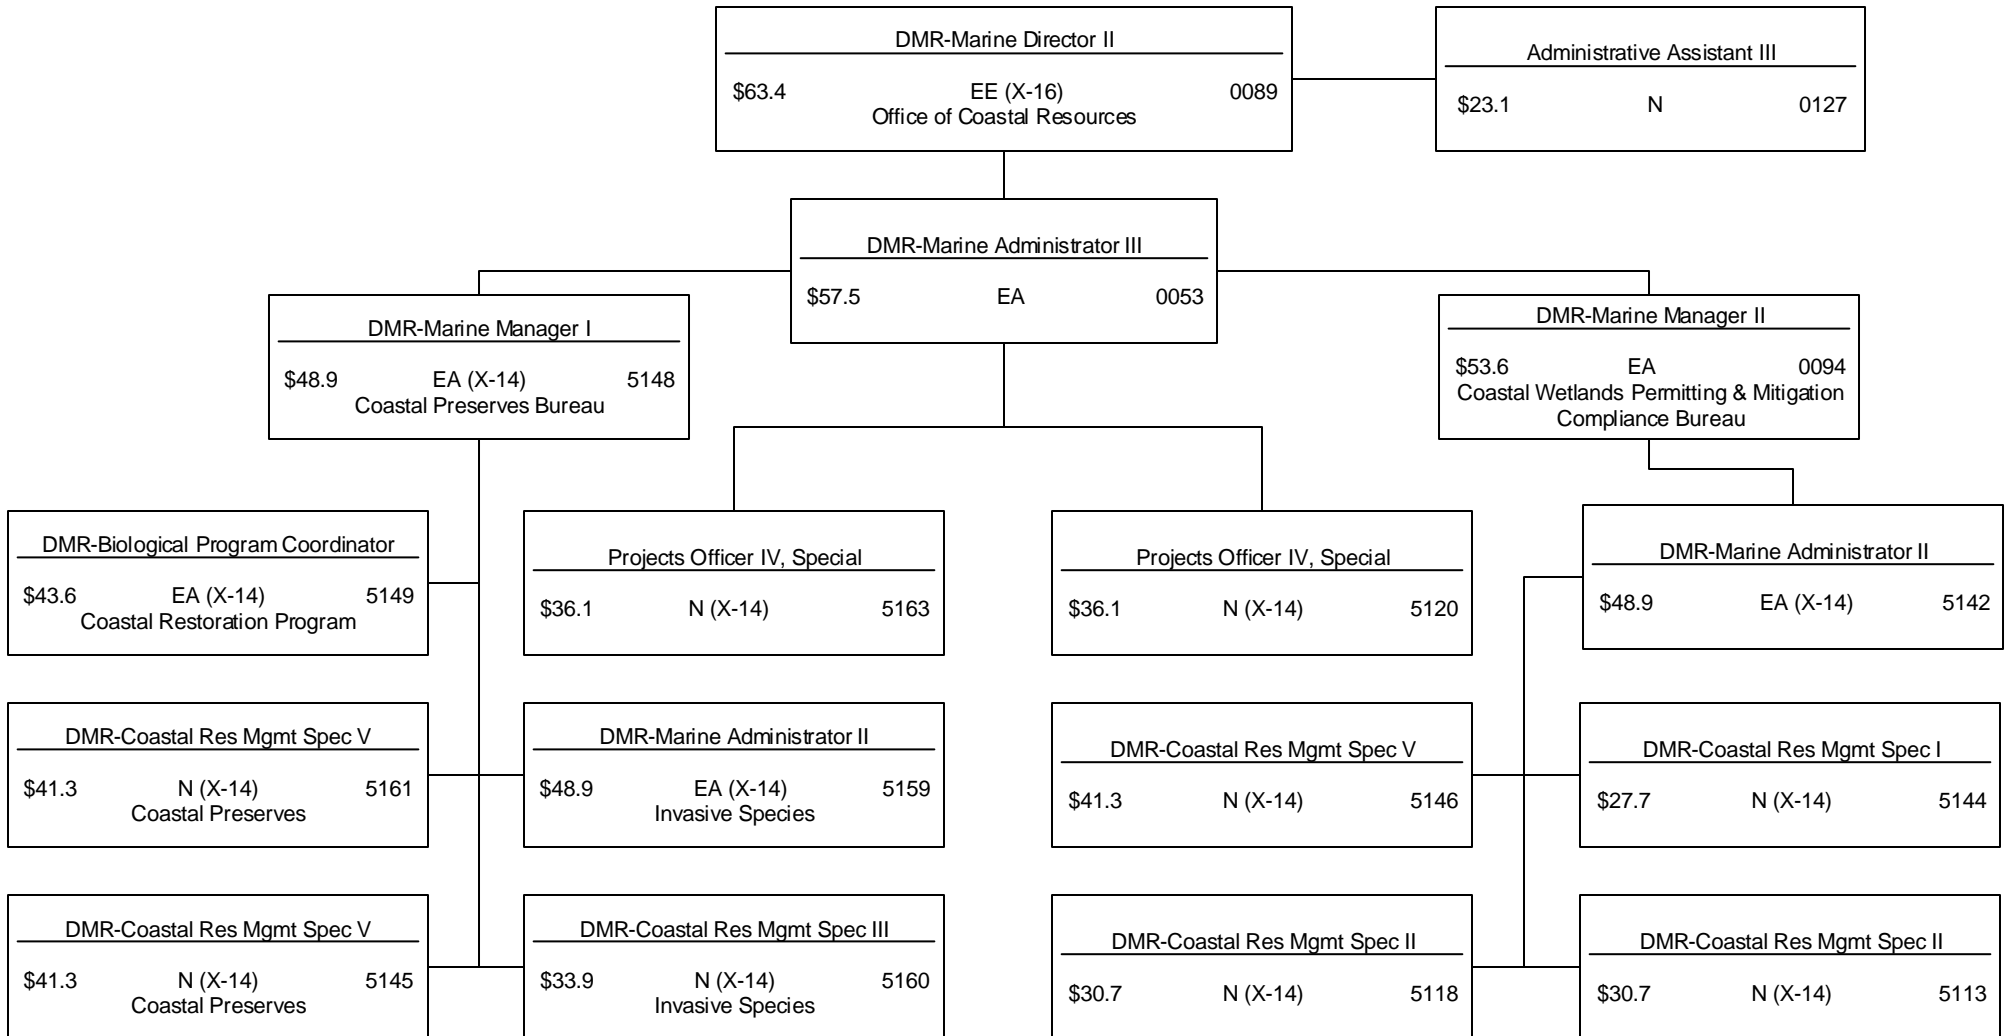 DMR-Marine Director II
$63.4 EE (X-16) 0089
Office of Coastal Resources
Administrative Assistant III
$23.1 N 0127
DMR-Marine Administrator III
$57.5 EA 0053
DMR-Marine Manager I
$48.9 EA (X-14) 5148
Coastal Preserves Bureau
DMR-Marine Manager II
$53.6 EA 0094
Coastal Wetlands Permitting & Mitigation
Compliance Bureau
DMR-Biological Program Coordinator
$43.6 EA (X-14) 5149
Coastal Restoration Program
Projects Officer IV, Special
$36.1 N (X-14) 5163
Projects Officer IV, Special
$36.1 N (X-14) 5120
DMR-Marine Administrator II
$48.9 EA (X-14) 5142
DMR-Coastal Res Mgmt Spec V
$41.3 N (X-14) 5161
Coastal Preserves
DMR-Marine Administrator II
$48.9 EA (X-14) 5159
Invasive Species
DMR-Coastal Res Mgmt Spec V
$41.3 N (X-14) 5146
DMR-Coastal Res Mgmt Spec I
$27.7 N (X-14) 5144
DMR-Coastal Res Mgmt Spec V
$41.3 N (X-14) 5145
Coastal Preserves
DMR-Coastal Res Mgmt Spec III
$33.9 N (X-14) 5160
Invasive Species
DMR-Coastal Res Mgmt Spec II
$30.7 N (X-14) 5118
DMR-Coastal Res Mgmt Spec II
$30.7 N (X-14) 5113